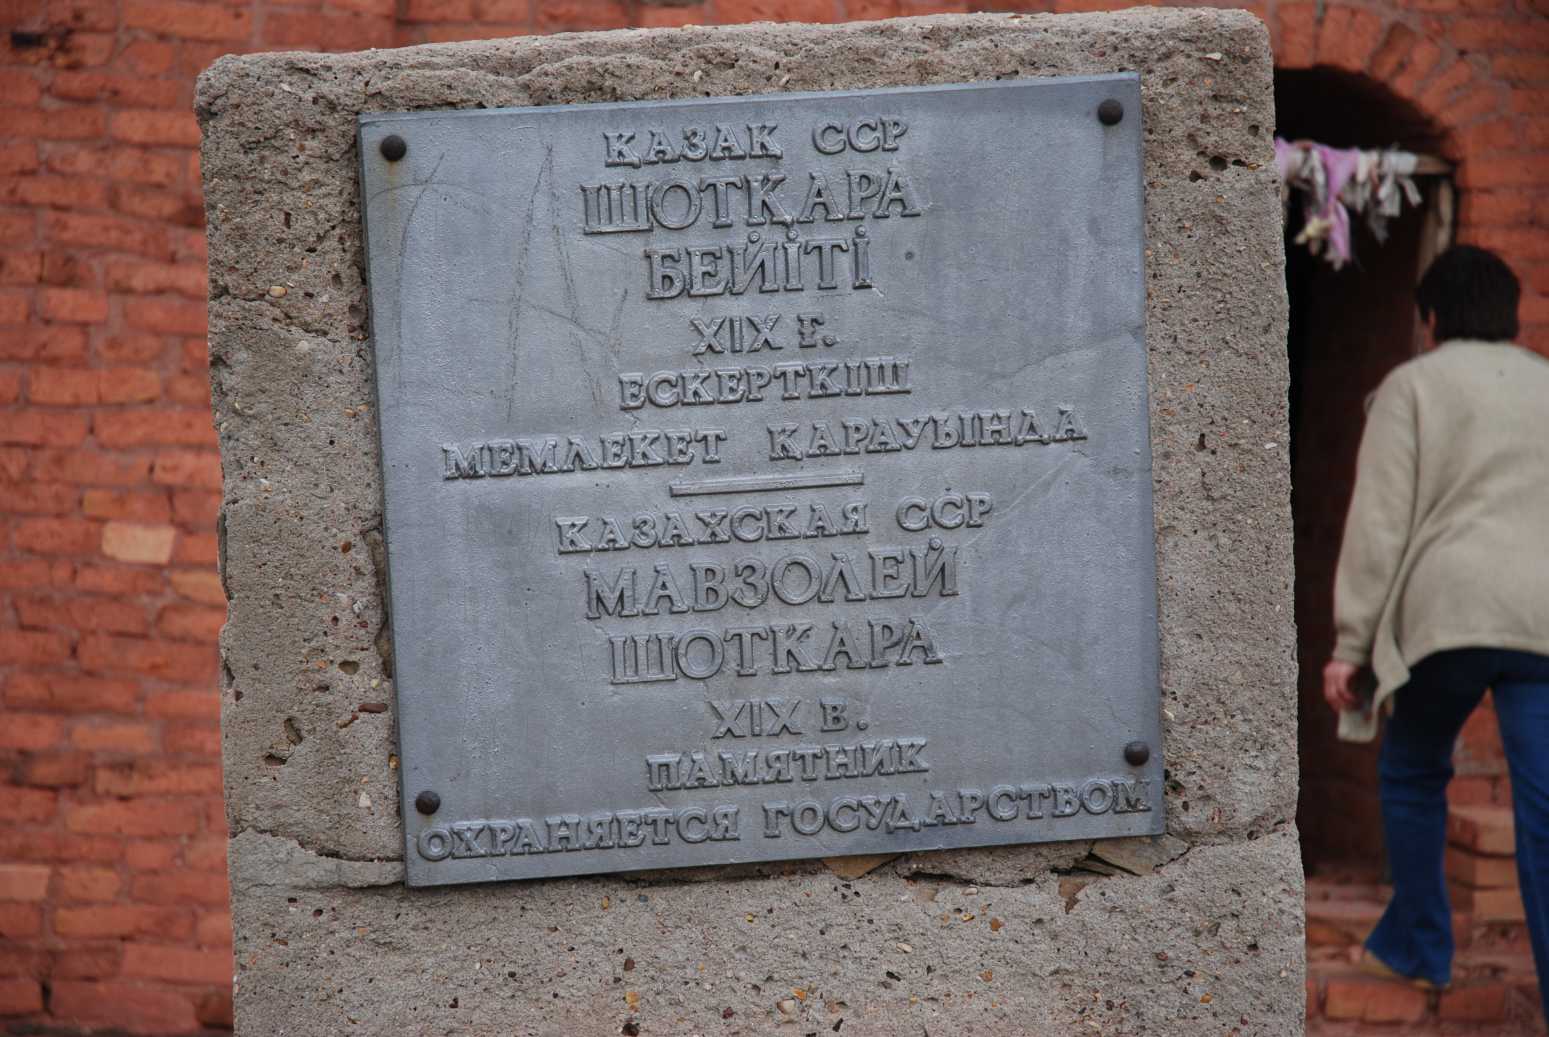 ҚАЗАҚ ССР
ШОТҚАРА
БЕЙІТІ
XIX ғ.
ЕСКЕРТКІШ
МЕМЛЕКЕТ ҚАРАУЫНДА
КАЗАХСКАЯ ССР
МАВЗОЛЕЙ
ШОТКАРА
XIX в.
ПАМЯТНИК
ОХРАНЯЕТСЯ ГОСУДАРСТВОМ